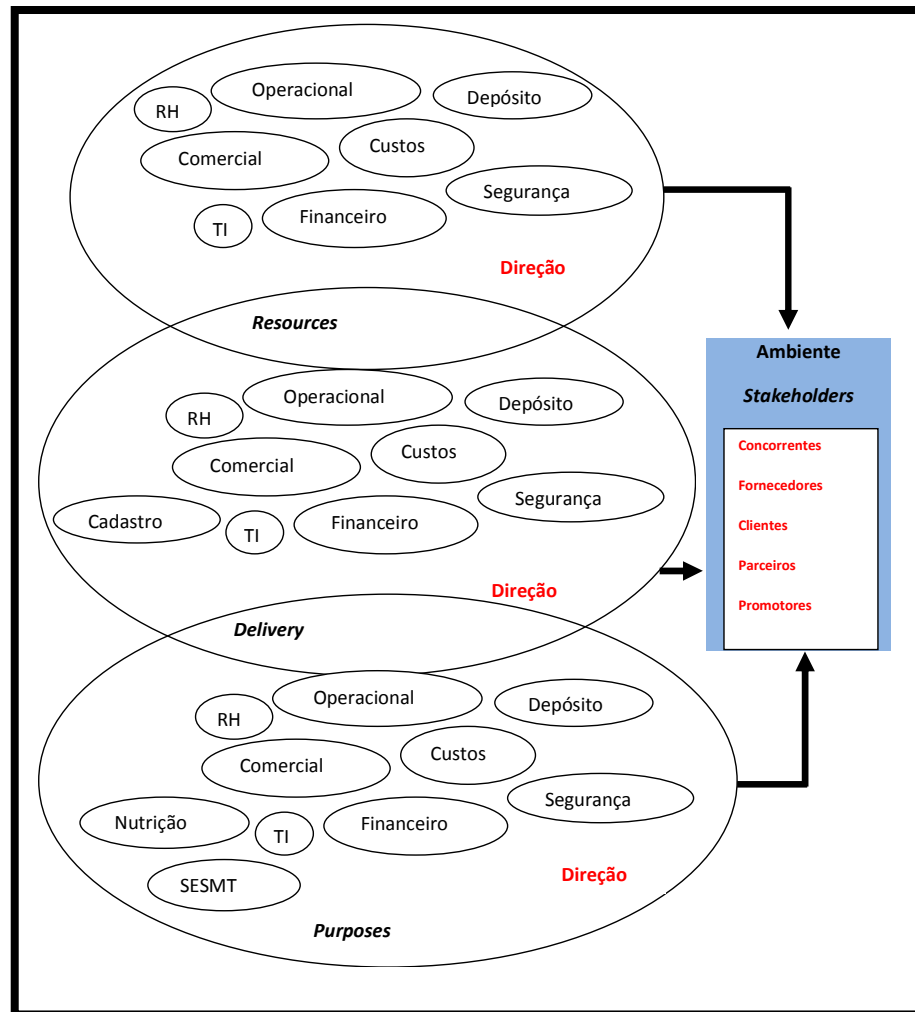 Operacional
Depósito
RH
Custos
Comercial
Segurança
Financeiro
TI
Direção
Resources
Operacional
Depósito
RH
Custos
Comercial
Segurança
Cadastro
Financeiro
TI
Direção
Delivery
Operacional
Depósito
RH
Custos
Comercial
Segurança
Nutrição
Financeiro
TI
Direção
SESMT
Purposes
Ambiente
Stakeholders
Concorrentes
Fornecedores
Clientes
Parceiros
Promotores